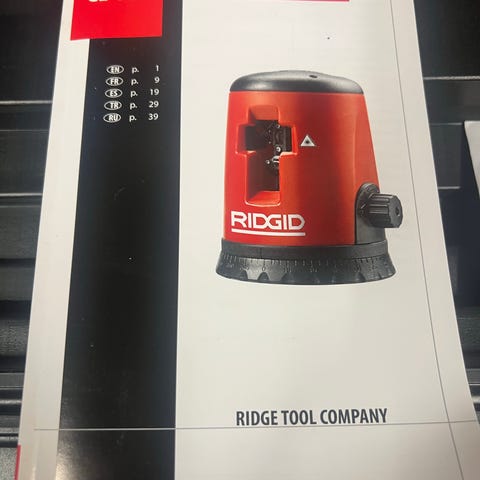 EN p. 1
FR p. 9
ES p. 19
TR p. 29
RU p. 39
RIDGID
RIDGE TOOL COMPANY